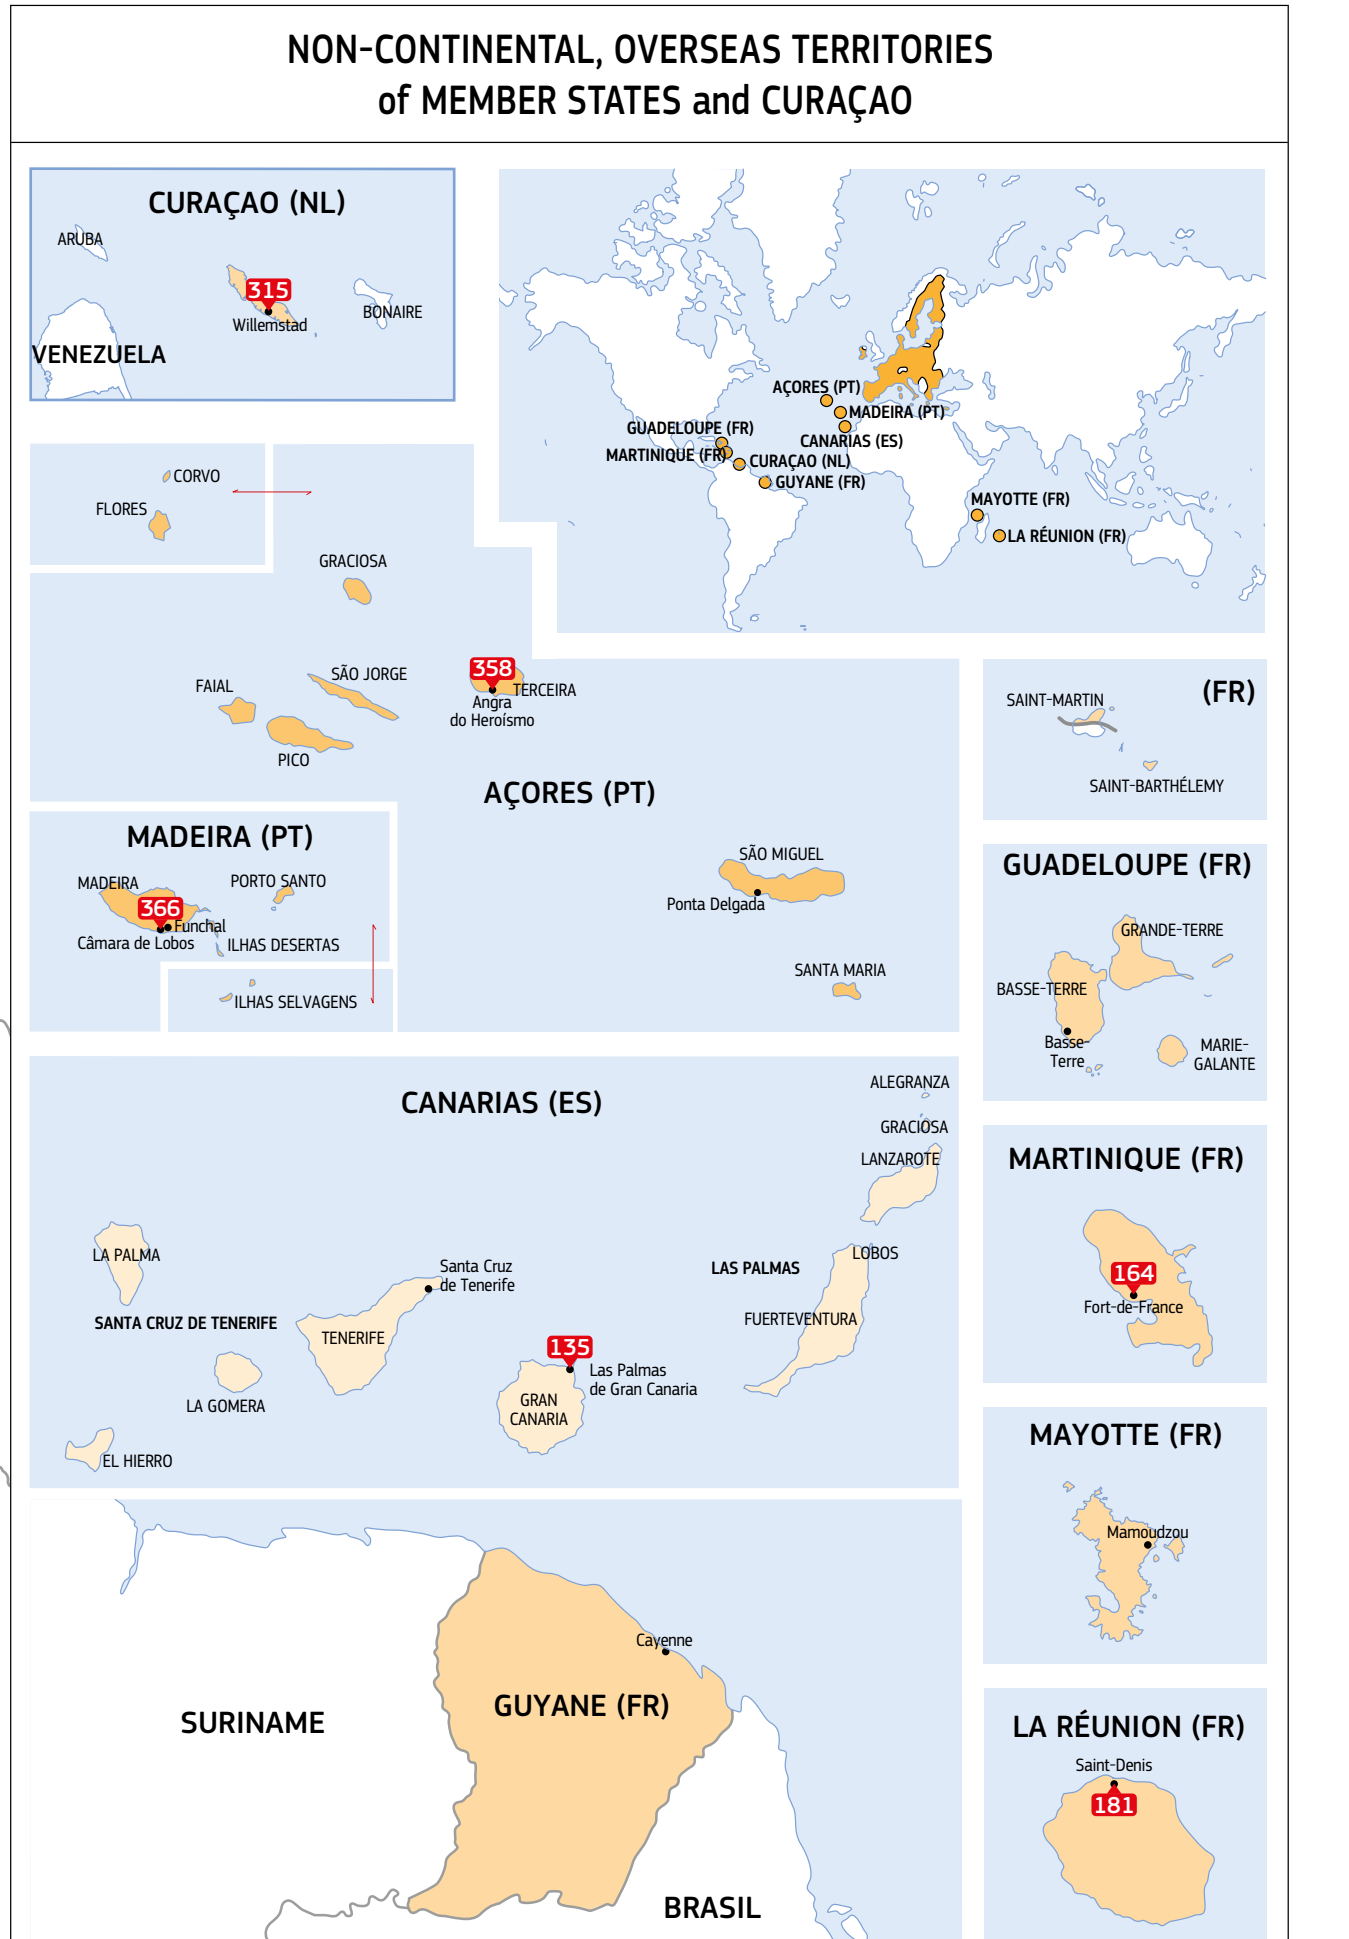 NON-CONTINENTAL, OVERSEAS TERRITORIES
of MEMBER STATES and CURAÇAO
CURAÇAO (NL)
ARUBA
315
Willemstad
BONAIRE
VENEZUELA
AÇORES (PT)
MADEIRA (PT)
GUADELOUPE (FR)
CANARIAS (ES)
MARTINIQUE (FR)
CURAÇAO (NL)
GUYANE (FR)
MAYOTTE (FR)
LA RÉUNION (FR)
CORVO
FLORES
GRACIOSA
SÃO JORGE
FAIAL
PICO
358
TERCEIRA
Angra
do Heroísmo
AÇORES (PT)
SÃO MIGUEL
Ponta Delgada
SANTA MARIA
MADEIRA (PT)
MADEIRA
PORTO SANTO
366
Funchal
Câmara de Lobos
ILHAS DESERTAS
ILHAS SELVAGENS
(FR)
SAINT-MARTIN
SAINT-BARTHÉLEMY
GUADELOUPE (FR)
GRANDE-TERRE
BASSE-TERRE
Basse-
Terre
MARIE-
GALANTE
CANARIAS (ES)
ALEGRANZA
GRACIOSA
LANZAROTE
LOBOS
LAS PALMAS
FUERTEVENTURA
LA PALMA
Santa Cruz
de Tenerife
SANTA CRUZ DE TENERIFE
TENERIFE
135
Las Palmas
de Gran Canaria
GRAN
CANARIA
LA GOMERA
EL HIERRO
MARTINIQUE (FR)
164
Fort-de-France
MAYOTTE (FR)
Mamoudzou
Cayenne
GUYANE (FR)
SURINAME
BRASIL
LA RÉUNION (FR)
Saint-Denis
181